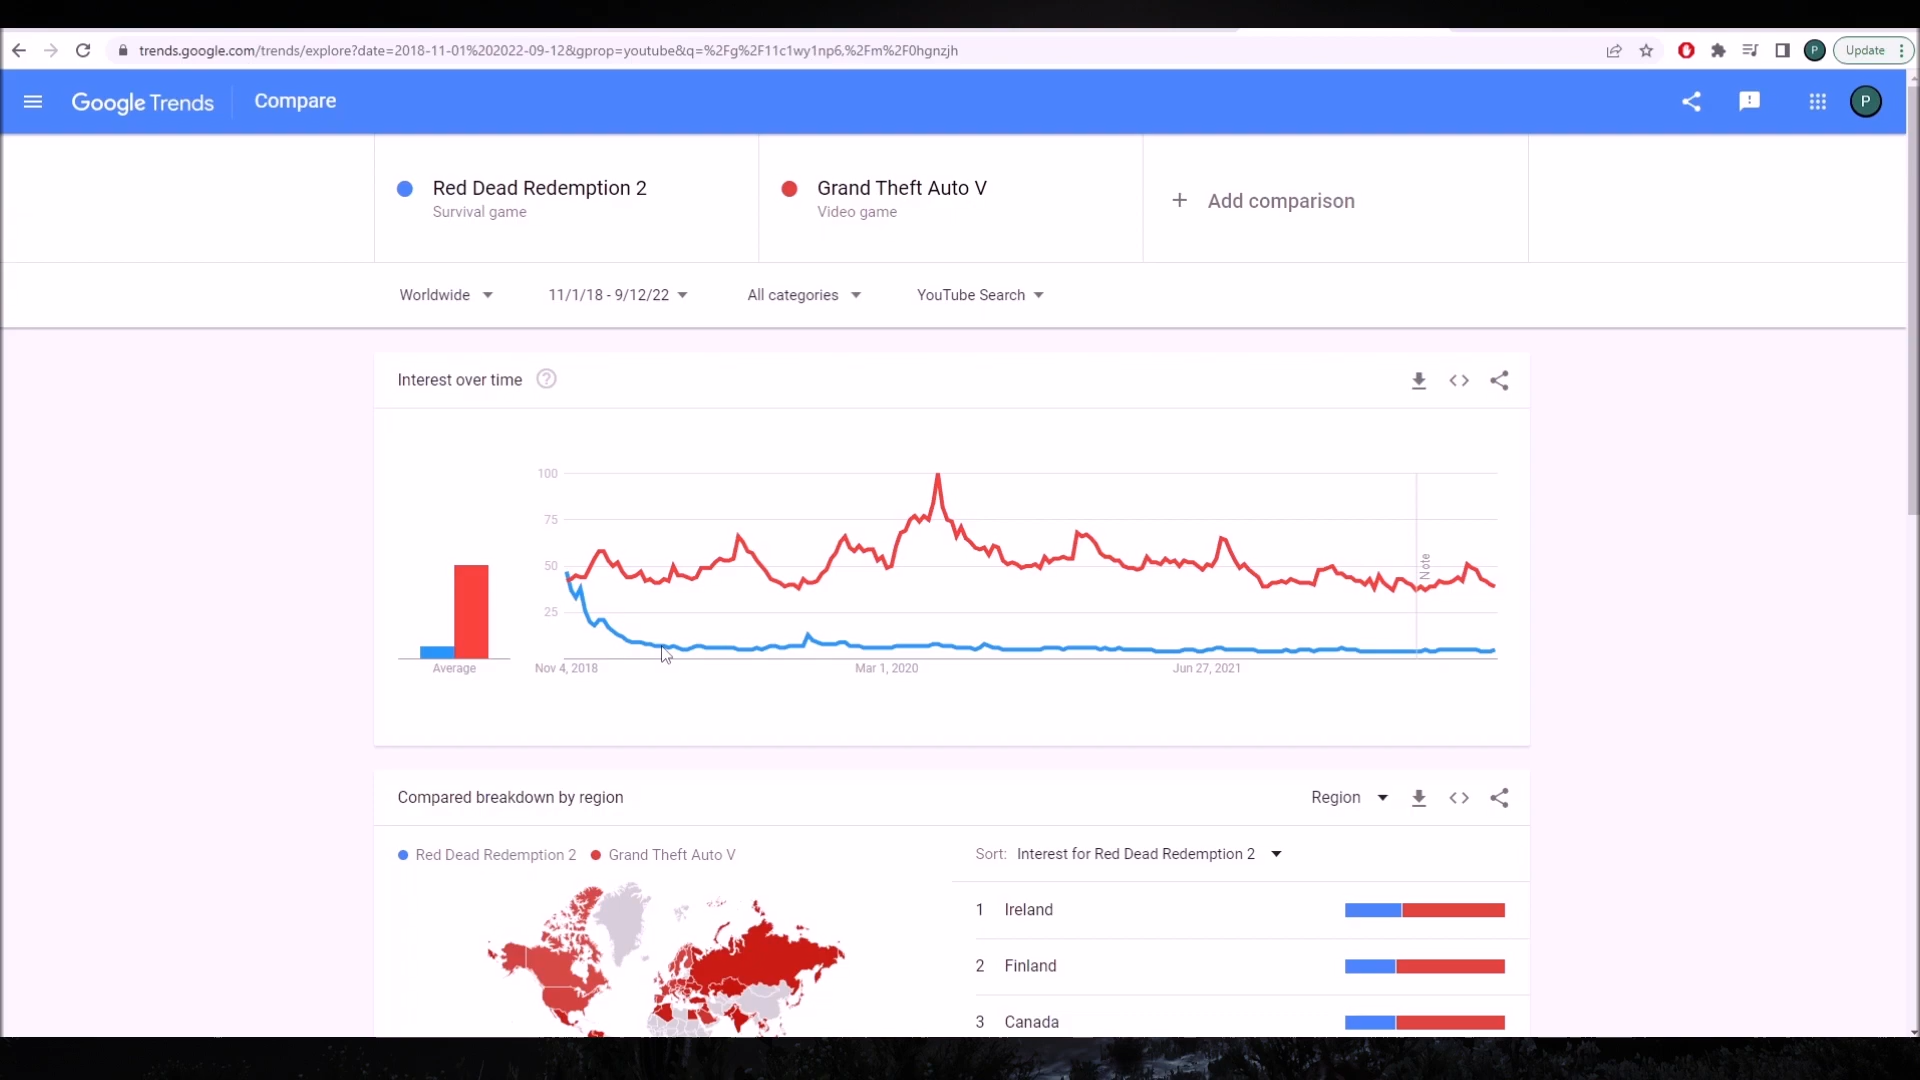 trends.google.com/trends/explore?date=2018-11-01%202022-09-12&gprop=youtube&q=%2Fg%2F11c1wy1np6,%2Fm%2F0hgnzjh
P
Update
Google Trends
Compare
P
Red Dead Redemption 2
Survival game
Grand Theft Auto V
Video game
+ Add comparison
Worldwide
11/1/18 - 9/12/22
All categories
YouTube Search
Interest over time
?
100
75
50
25
Note
Average
Nov 4, 2018
Mar 1, 2020
Jun 27, 2021
Compared breakdown by region
Region
Red Dead Redemption 2
Grand Theft Auto V
Sort: Interest for Red Dead Redemption 2
1 Ireland
2 Finland
3 Canada